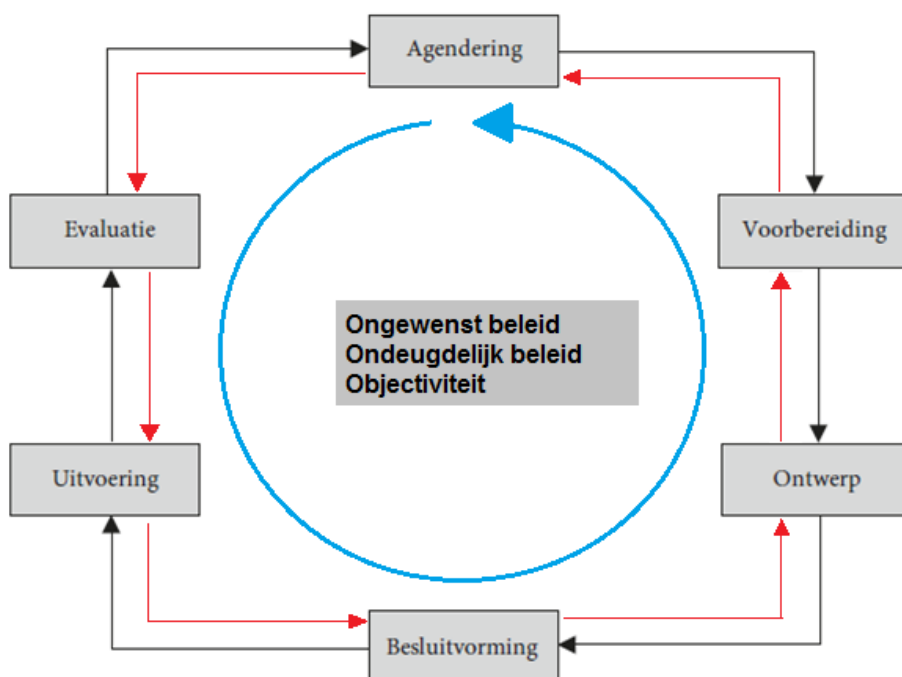 Agendering
Evaluatie
Voorbereiding
Ongewenst beleid
Ondeugdelijk beleid
Objectiviteit
Uitvoering
Ontwerp
Besluitvorming